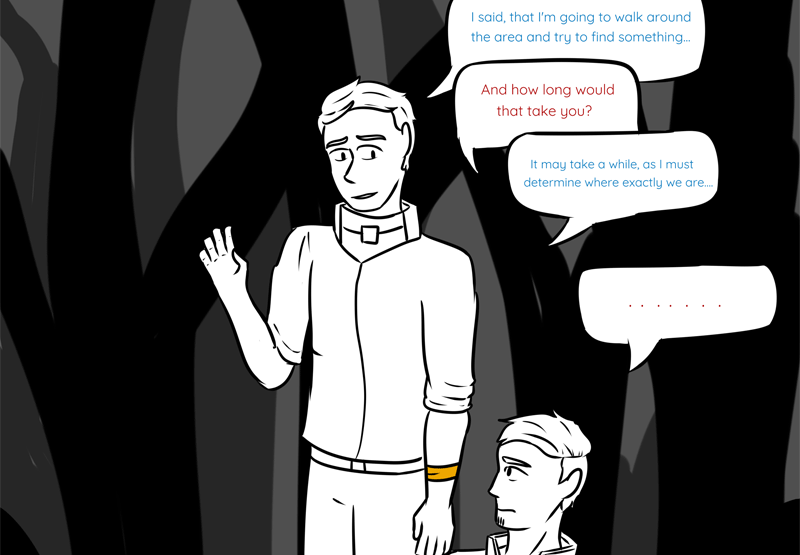 I said, that I'm going to walk around
the area and try to find something...
And how long would
that take you?
It may take a while, as I must
determine where exactly we are....
. . . . . . .